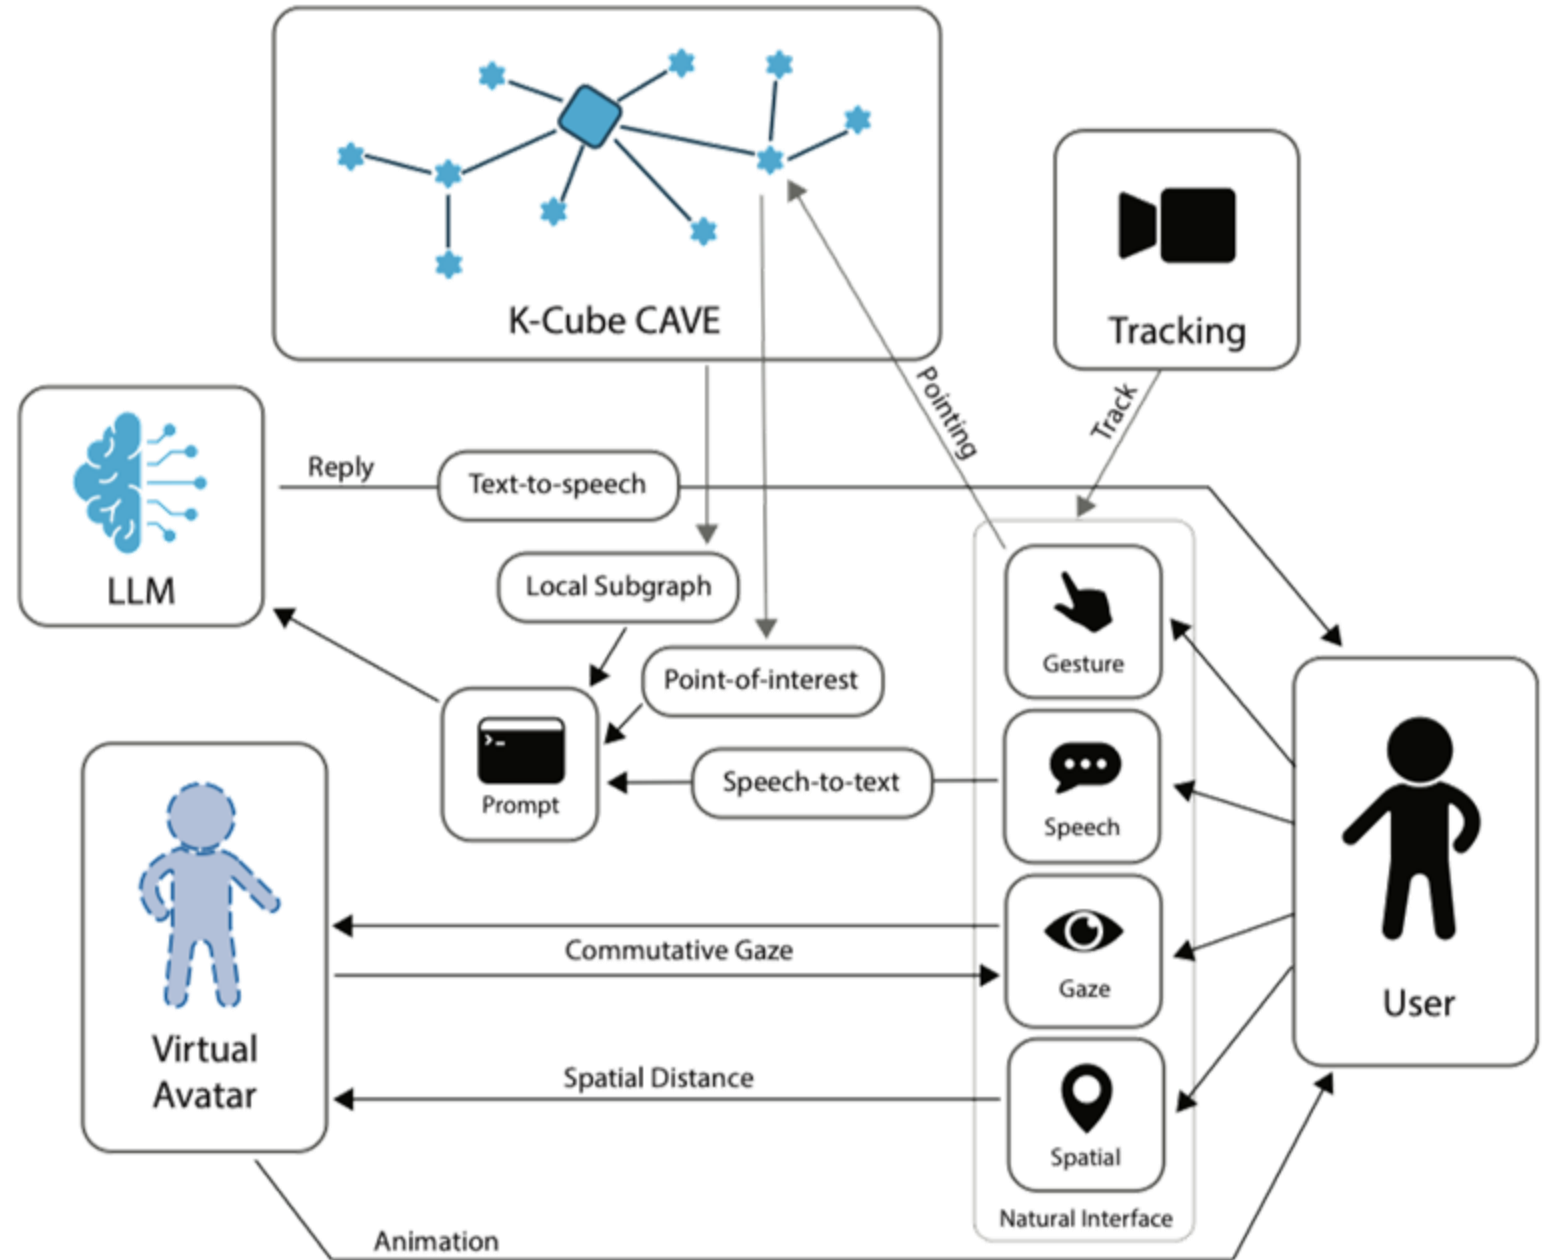 K-Cube CAVE
Tracking
Pointing
Track
LLM
Reply
Text-to-speech
Local Subgraph
Point-of-interest
>-
Prompt
Speech-to-text
Gesture
Speech
Gaze
Spatial
Natural Interface
User
Virtual
Avatar
Commutative Gaze
Spatial Distance
Animation